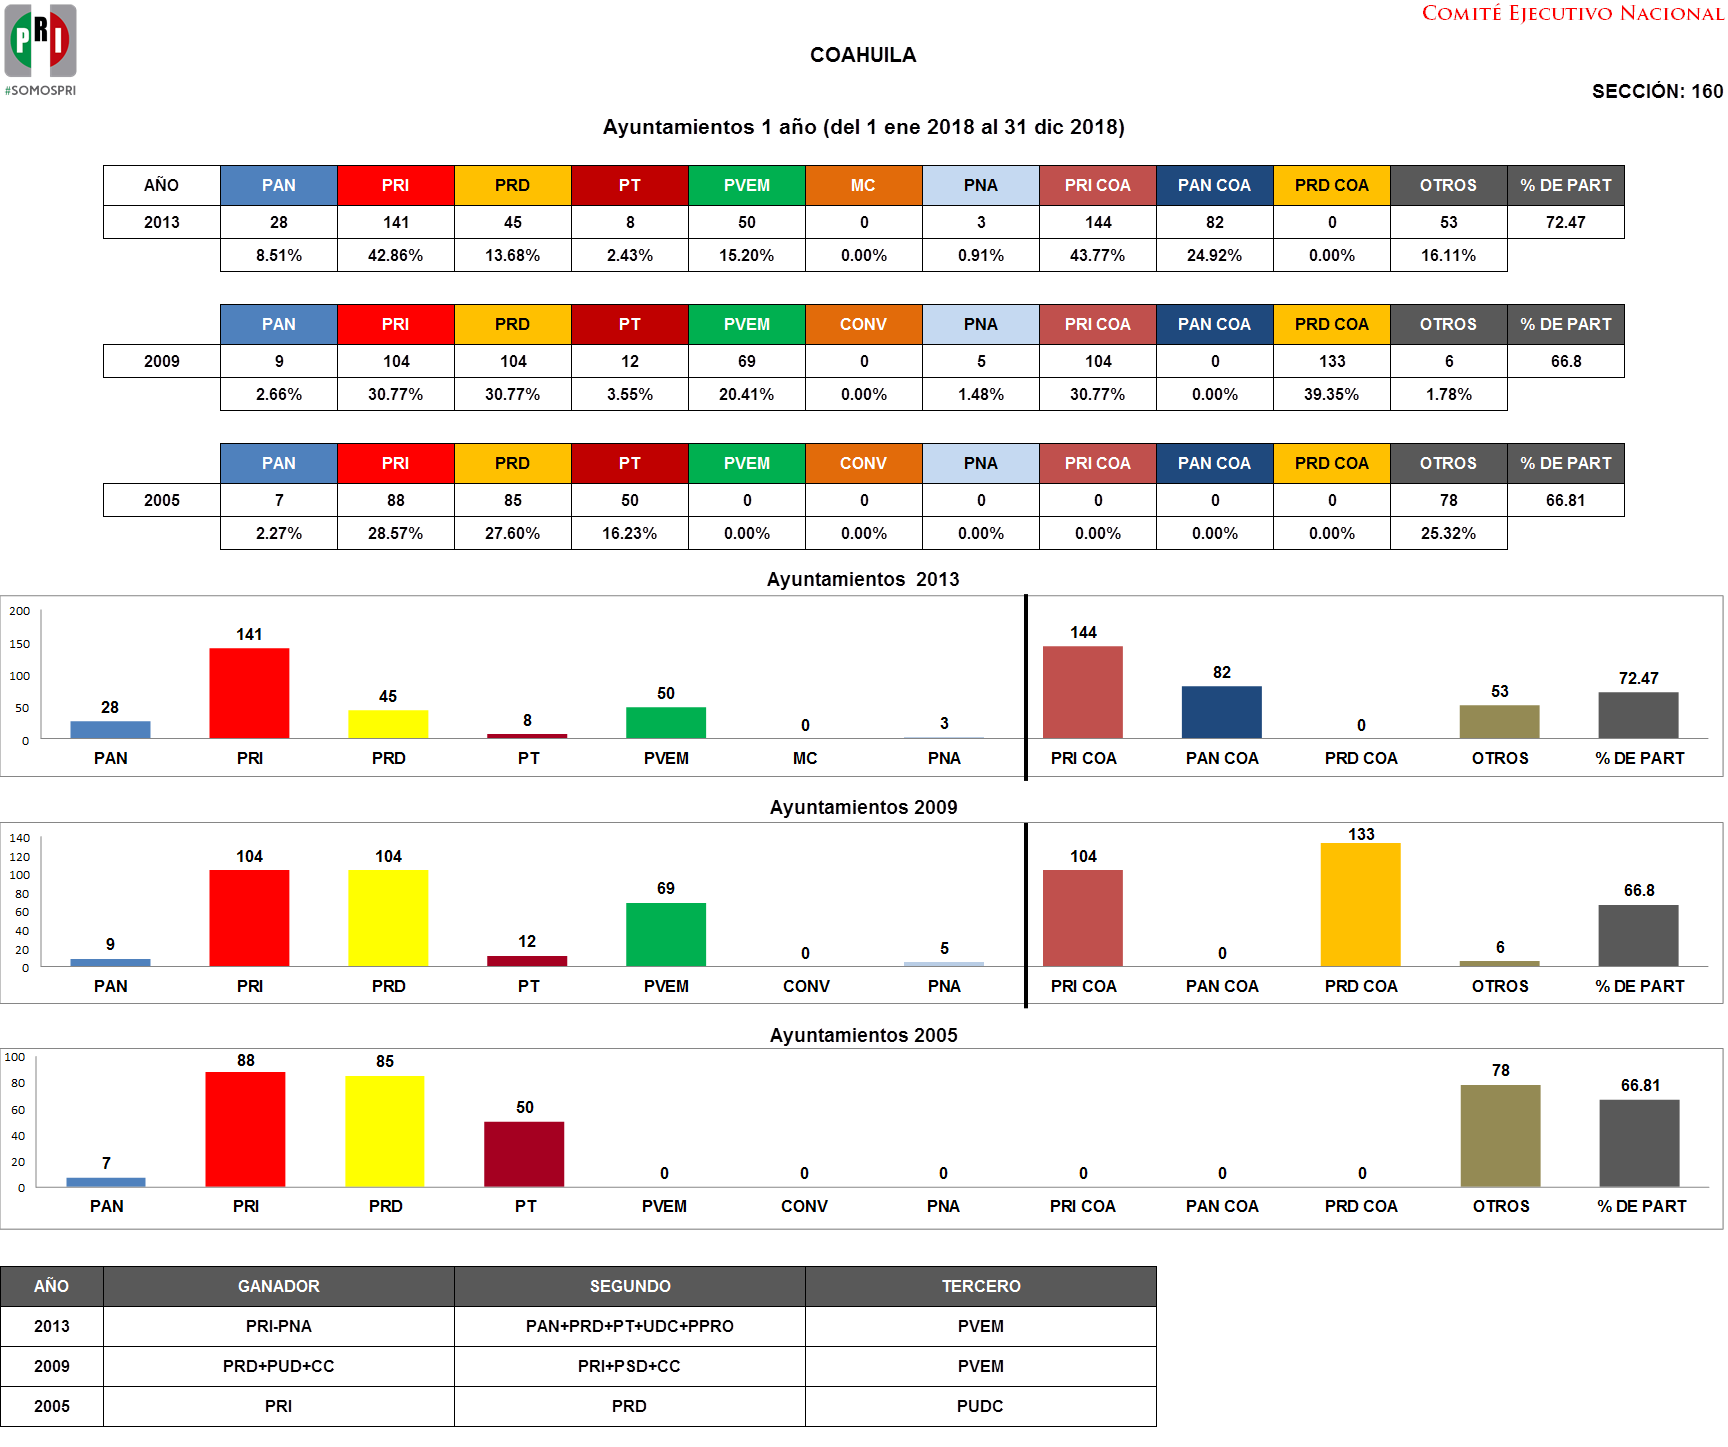 COMITÉ EJECUTIVO NACIONAL
PRI
#SOMOSPRI
COAHUILA
SECCIÓN: 160
Ayuntamientos 1 año (del 1 ene 2018 al 31 dic 2018)
AÑO PAN PRI PRD PT PVEM MC PNA PRI COA PAN COA PRD COA OTROS % DE PART
2013 28 141 45 8 50 0 3 144 82 0 53 72.47
8.51% 42.86% 13.68% 2.43% 15.20% 0.00% 0.91% 43.77% 24.92% 0.00% 16.11%
PAN PRI PRD PT PVEM CONV PNA PRI COA PAN COA PRD COA OTROS % DE PART
2009 9 104 104 12 69 0 5 104 0 133 6 66.8
2.66% 30.77% 30.77% 3.55% 20.41% 0.00% 1.48% 30.77% 0.00% 39.35% 1.78%
PAN PRI PRD PT PVEM CONV PNA PRI COA PAN COA PRD COA OTROS % DE PART
2005 7 88 85 50 0 0 0 0 0 0 78 66.81
2.27% 28.57% 27.60% 16.23% 0.00% 0.00% 0.00% 0.00% 0.00% 0.00% 25.32%
Ayuntamientos 2013
200
150
100
50
0
28 141 45 8 50 0 3 144 82 0 53 72.47
PAN PRI PRD PT PVEM MC PNA PRI COA PAN COA PRD COA OTROS % DE PART
Ayuntamientos 2009
140
120
100
80
60
40
20
0
9 104 104 12 69 0 5 104 0 133 6 66.8
PAN PRI PRD PT PVEM CONV PNA PRI COA PAN COA PRD COA OTROS % DE PART
Ayuntamientos 2005
100
80
60
40
20
0
7 88 85 50 0 0 0 0 0 0 78 66.81
PAN PRI PRD PT PVEM CONV PNA PRI COA PAN COA PRD COA OTROS % DE PART
AÑO GANADOR SEGUNDO TERCERO
2013 PRI-PNA PAN+PRD+PT+UDC+PPRO PVEM
2009 PRD+PUD+CC PRI+PSD+CC PVEM
2005 PRI PRD PUDC